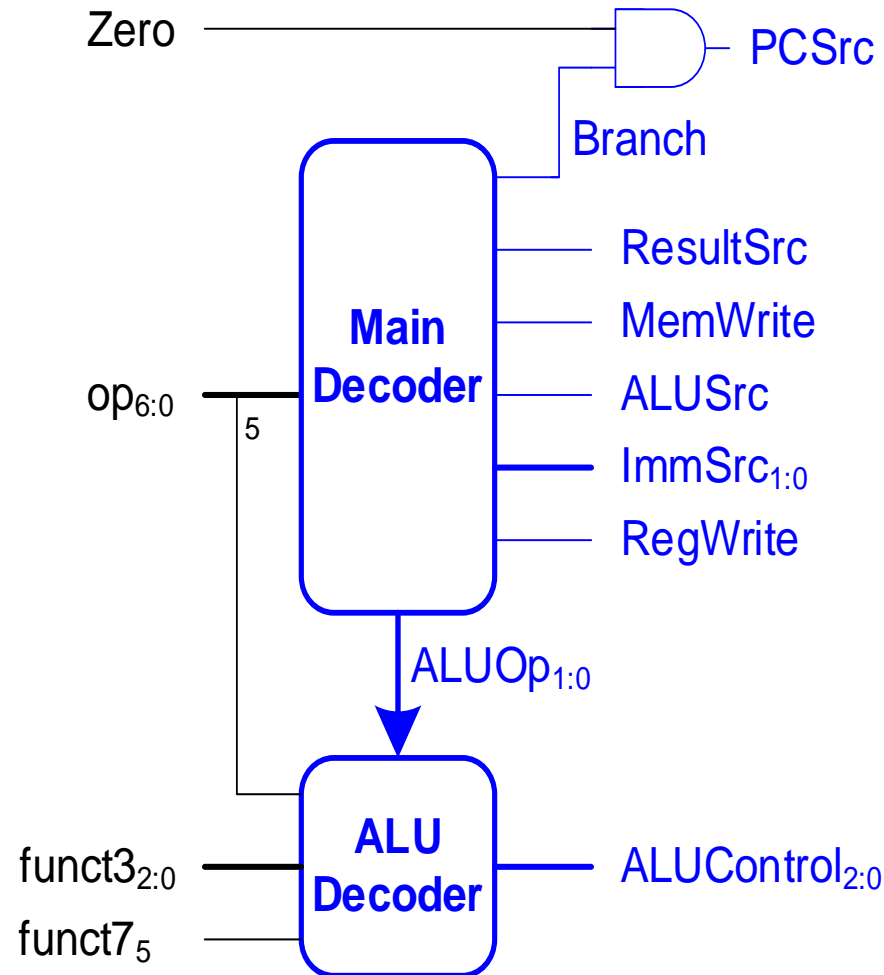 Zero
PCSrc
Branch
ResultSrc
MemWrite
Main
Decoder
ALUSrc
op6:0
5
ImmSrc1:0
RegWrite
ALUOp1:0
ALU
Decoder
funct32:0
ALUControl2:0
funct75